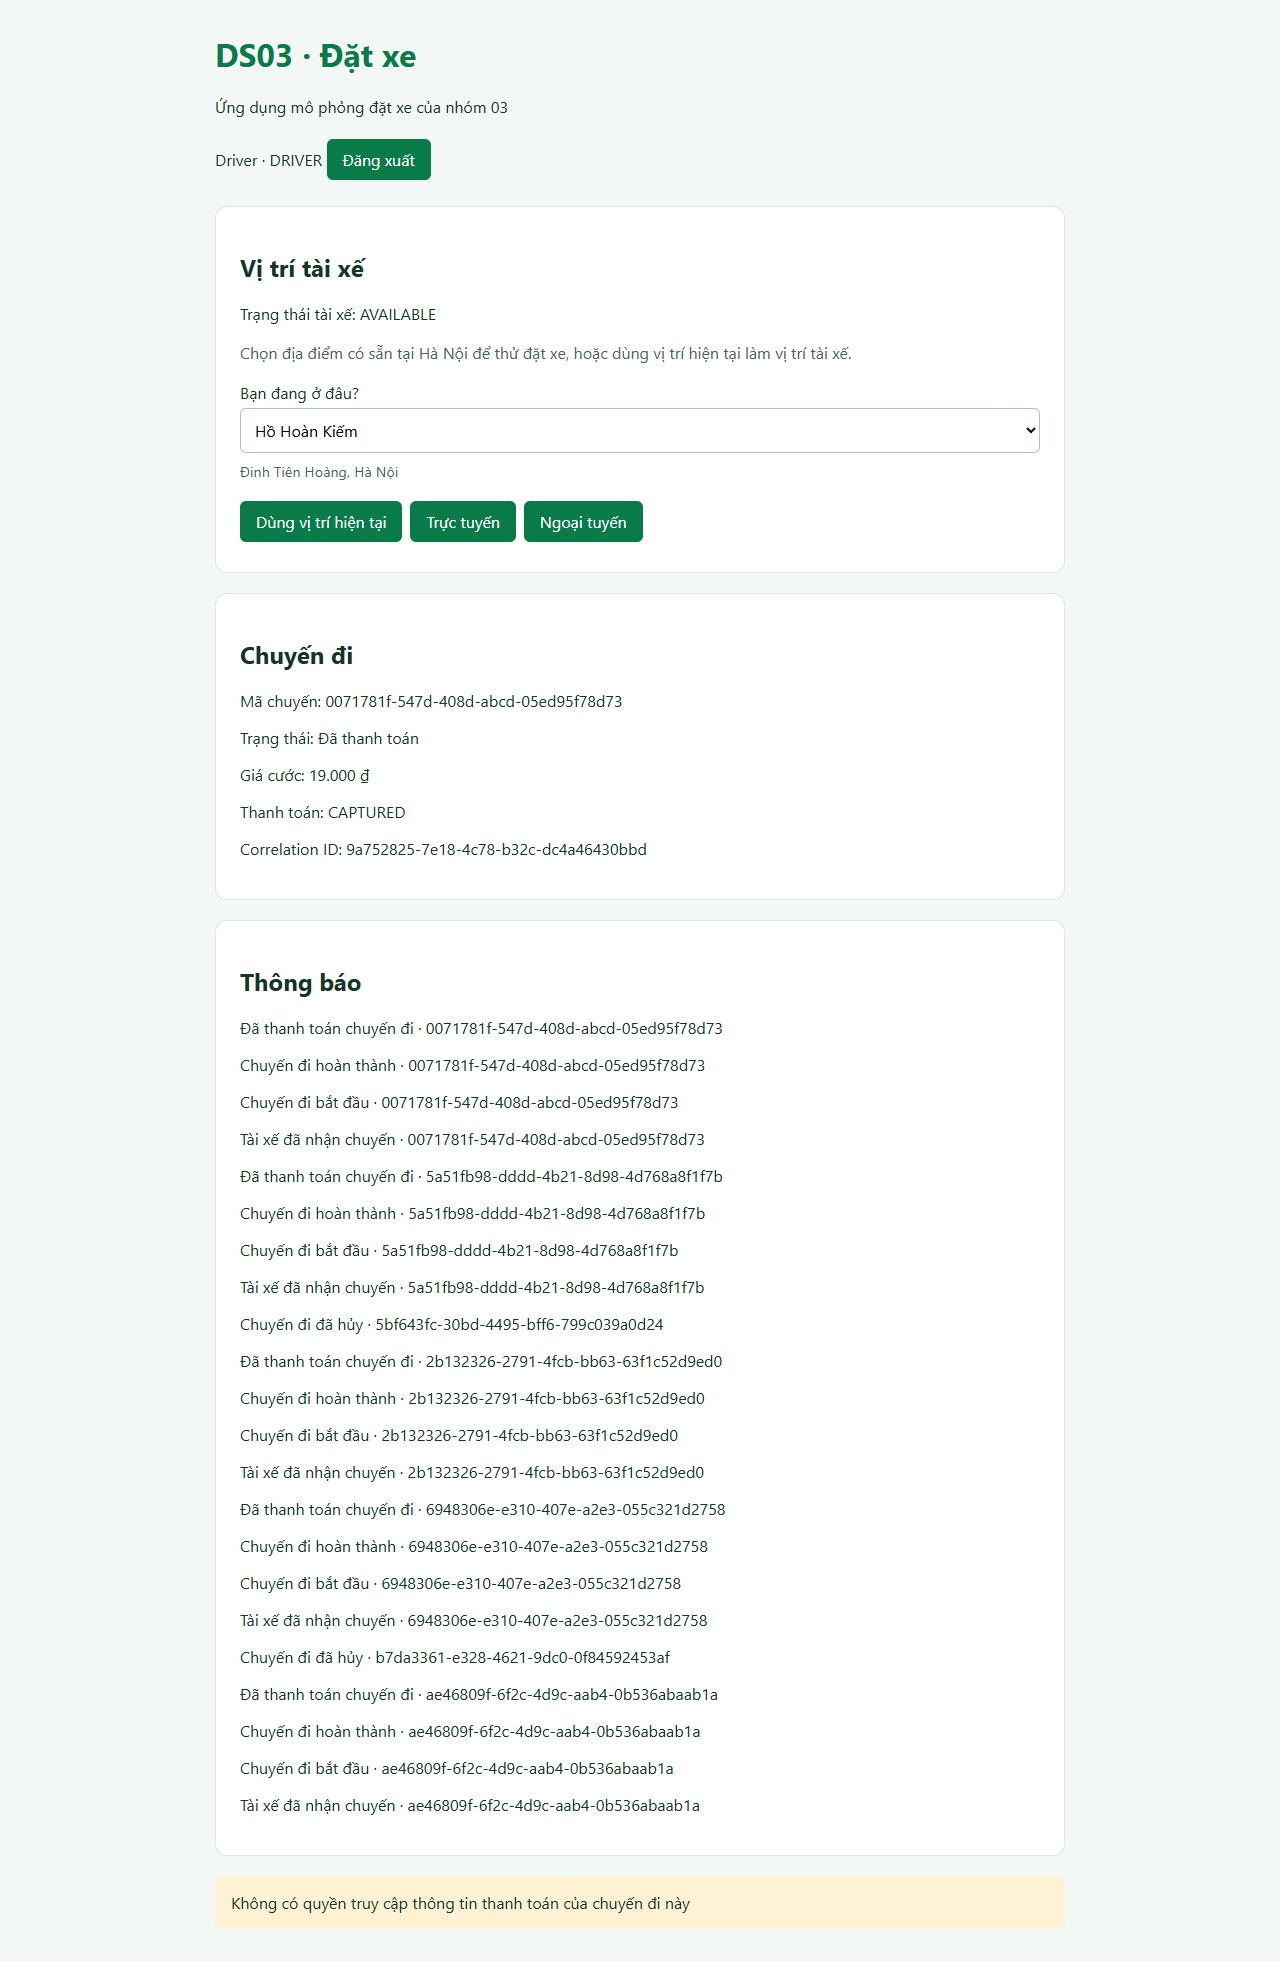 DS03 · Đặt xe
Ứng dụng mô phỏng đặt xe của nhóm 03
Driver · DRIVER Đăng xuất
Vị trí tài xế
Trạng thái tài xế: AVAILABLE
Chọn địa điểm có sẵn tại Hà Nội để thử đặt xe, hoặc dùng vị trí hiện tại làm vị trí tài xế.
Bạn đang ở đâu?
Hồ Hoàn Kiếm
Đinh Tiên Hoàng, Hà Nội
Dùng vị trí hiện tại Trực tuyến Ngoại tuyến
Chuyến đi
Mã chuyến: 0071781f-547d-408d-abcd-05ed95f78d73
Trạng thái: Đã thanh toán
Giá cước: 19.000 ₫
Thanh toán: CAPTURED
Correlation ID: 9a752825-7e18-4c78-b32c-dc4a46430bbd
Thông báo
Đã thanh toán chuyến đi · 0071781f-547d-408d-abcd-05ed95f78d73
Chuyến đi hoàn thành · 0071781f-547d-408d-abcd-05ed95f78d73
Chuyến đi bắt đầu · 0071781f-547d-408d-abcd-05ed95f78d73
Tài xế đã nhận chuyến · 0071781f-547d-408d-abcd-05ed95f78d73
Đã thanh toán chuyến đi · 5a51fb98-dddd-4b21-8d98-4d768a8f1f7b
Chuyến đi hoàn thành · 5a51fb98-dddd-4b21-8d98-4d768a8f1f7b
Chuyến đi bắt đầu · 5a51fb98-dddd-4b21-8d98-4d768a8f1f7b
Tài xế đã nhận chuyến · 5a51fb98-dddd-4b21-8d98-4d768a8f1f7b
Chuyến đi đã hủy · 5bf643fc-30bd-4495-bff6-799c039a0d24
Đã thanh toán chuyến đi · 2b132326-2791-4fcb-bb63-63f1c52d9ed0
Chuyến đi hoàn thành · 2b132326-2791-4fcb-bb63-63f1c52d9ed0
Chuyến đi bắt đầu · 2b132326-2791-4fcb-bb63-63f1c52d9ed0
Tài xế đã nhận chuyến · 2b132326-2791-4fcb-bb63-63f1c52d9ed0
Đã thanh toán chuyến đi · 6948306e-e310-407e-a2e3-055c321d2758
Chuyến đi hoàn thành · 6948306e-e310-407e-a2e3-055c321d2758
Chuyến đi bắt đầu · 6948306e-e310-407e-a2e3-055c321d2758
Tài xế đã nhận chuyến · 6948306e-e310-407e-a2e3-055c321d2758
Chuyến đi đã hủy · b7da3361-e328-4621-9dc0-0f84592453af
Đã thanh toán chuyến đi · ae46809f-6f2c-4d9c-aab4-0b536abaab1a
Chuyến đi hoàn thành · ae46809f-6f2c-4d9c-aab4-0b536abaab1a
Chuyến đi bắt đầu · ae46809f-6f2c-4d9c-aab4-0b536abaab1a
Tài xế đã nhận chuyến · ae46809f-6f2c-4d9c-aab4-0b536abaab1a
Không có quyền truy cập thông tin thanh toán của chuyến đi này